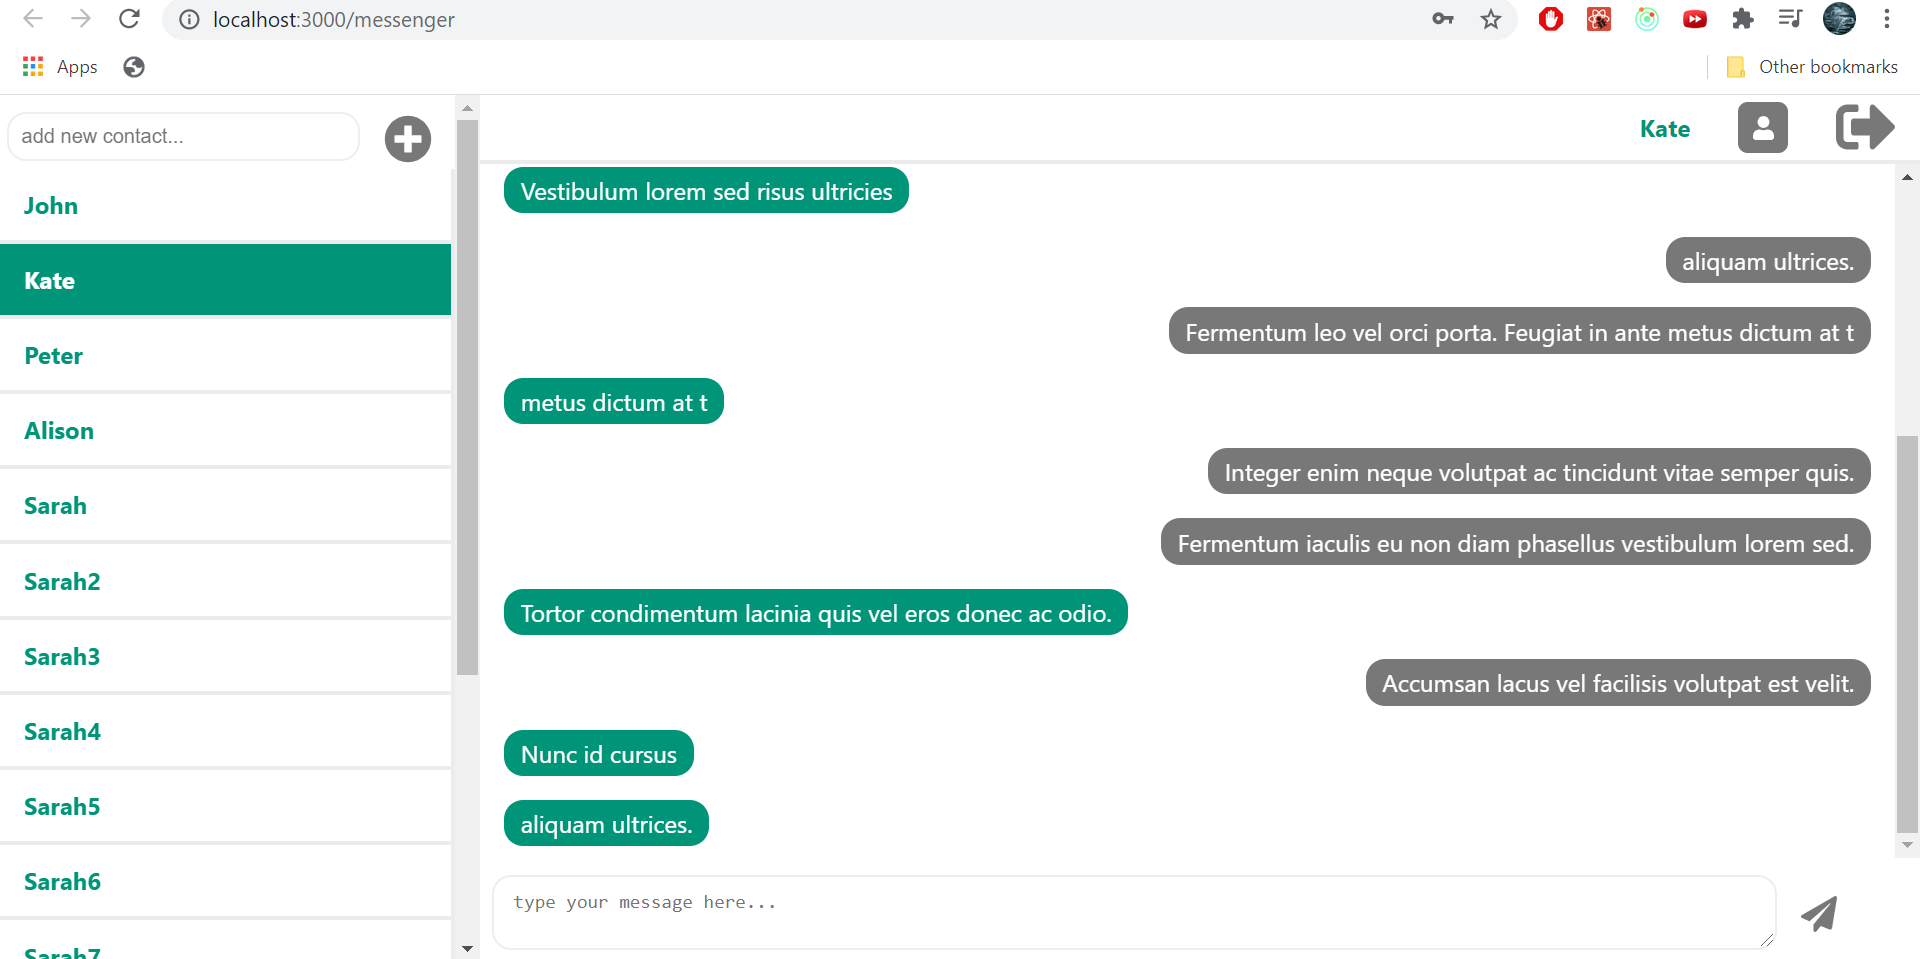 localhost:3000/messenger
Apps
Other bookmarks
add new contact...
John
Kate
Peter
Alison
Sarah
Sarah2
Sarah3
Sarah4
Sarah5
Sarah6
Sarah7
Kate
Vestibulum lorem sed risus ultricies
aliquam ultrices.
Fermentum leo vel orci porta. Feugiat in ante metus dictum at t
metus dictum at t
Integer enim neque volutpat ac tincidunt vitae semper quis.
Fermentum iaculis eu non diam phasellus vestibulum lorem sed.
Tortor condimentum lacinia quis vel eros donec ac odio.
Accumsan lacus vel facilisis volutpat est velit.
Nunc id cursus
aliquam ultrices.
type your message here...